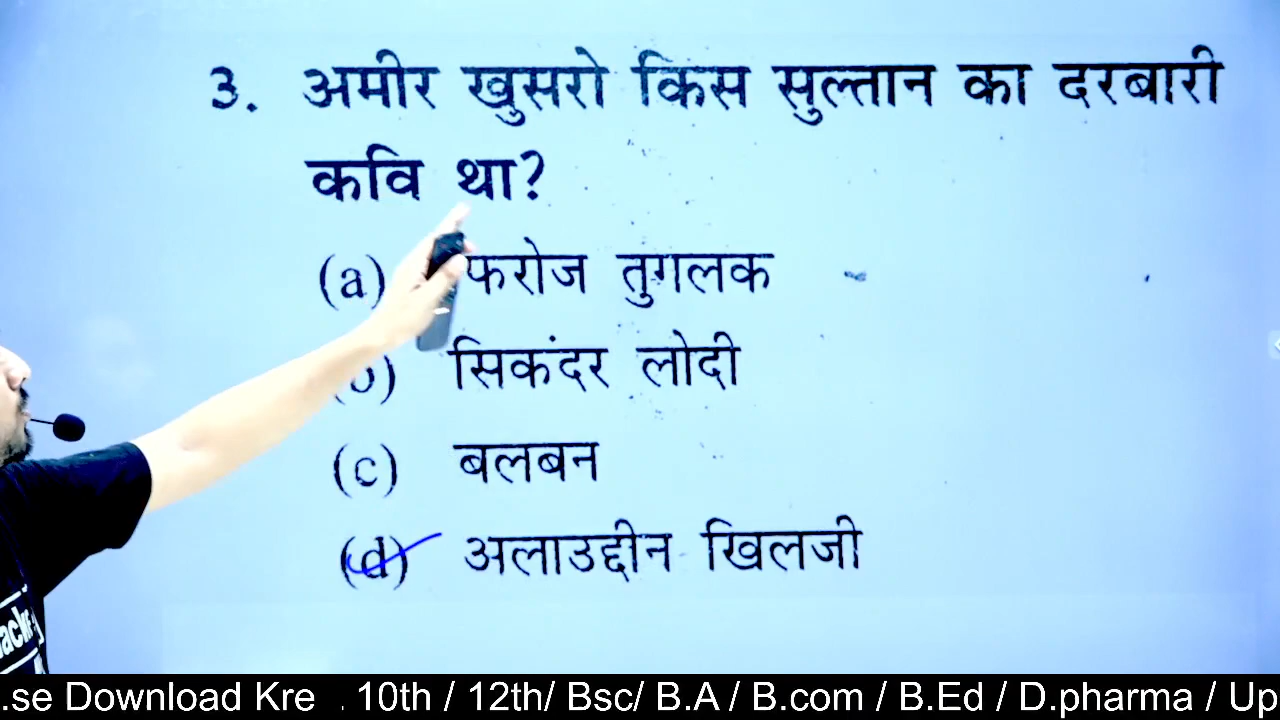 3. अमीर खुसरो किस सुल्तान का दरबारी
कवि था?
(a) फरोज तुगलक
सिकंदर लोदी
(c) बलबन
(d) अलाउद्दीन खिलजी
.se Download Kre . 10th / 12th/ Bsc/ B.A / B.com / B.Ed / D.pharma / Up